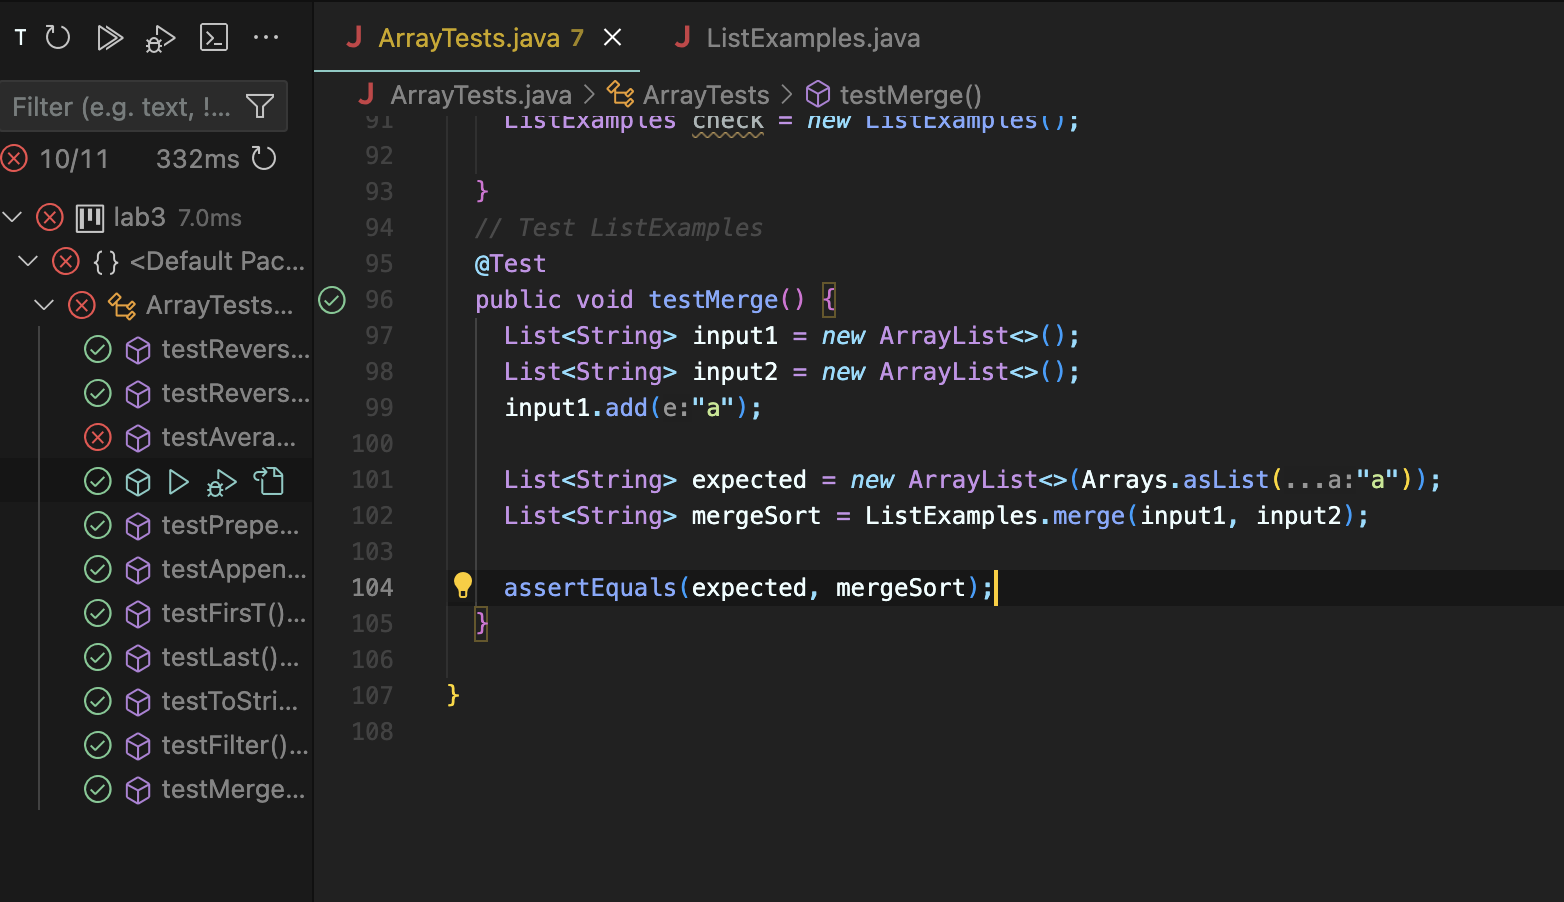 T
Filter (e.g. text, !...
10/11 332ms
lab3 7.0ms
{} <Default Pac...
ArrayTests...
testRevers...
testRevers...
testAvera...
testPrepe...
testAppen...
testFirsT()...
testLast()...
testToStri...
testFilter()...
testMerge...
J ArrayTests.java 7 J ListExamples.java
J ArrayTests.java > ArrayTests > testMerge()
91 ListExamples check = new ListExamples();
92
93 }
94 // Test ListExamples
95 @Test
96 public void testMerge() {
97 List<String> input1 = new ArrayList<>();
98 List<String> input2 = new ArrayList<>();
99 input1.add(e:"a");
100
101 List<String> expected = new ArrayList<>(Arrays.asList(...a:"a"));
102 List<String> mergeSort = ListExamples.merge(input1, input2);
103
104 assertEquals(expected, mergeSort);
105 }
106
107 }
108